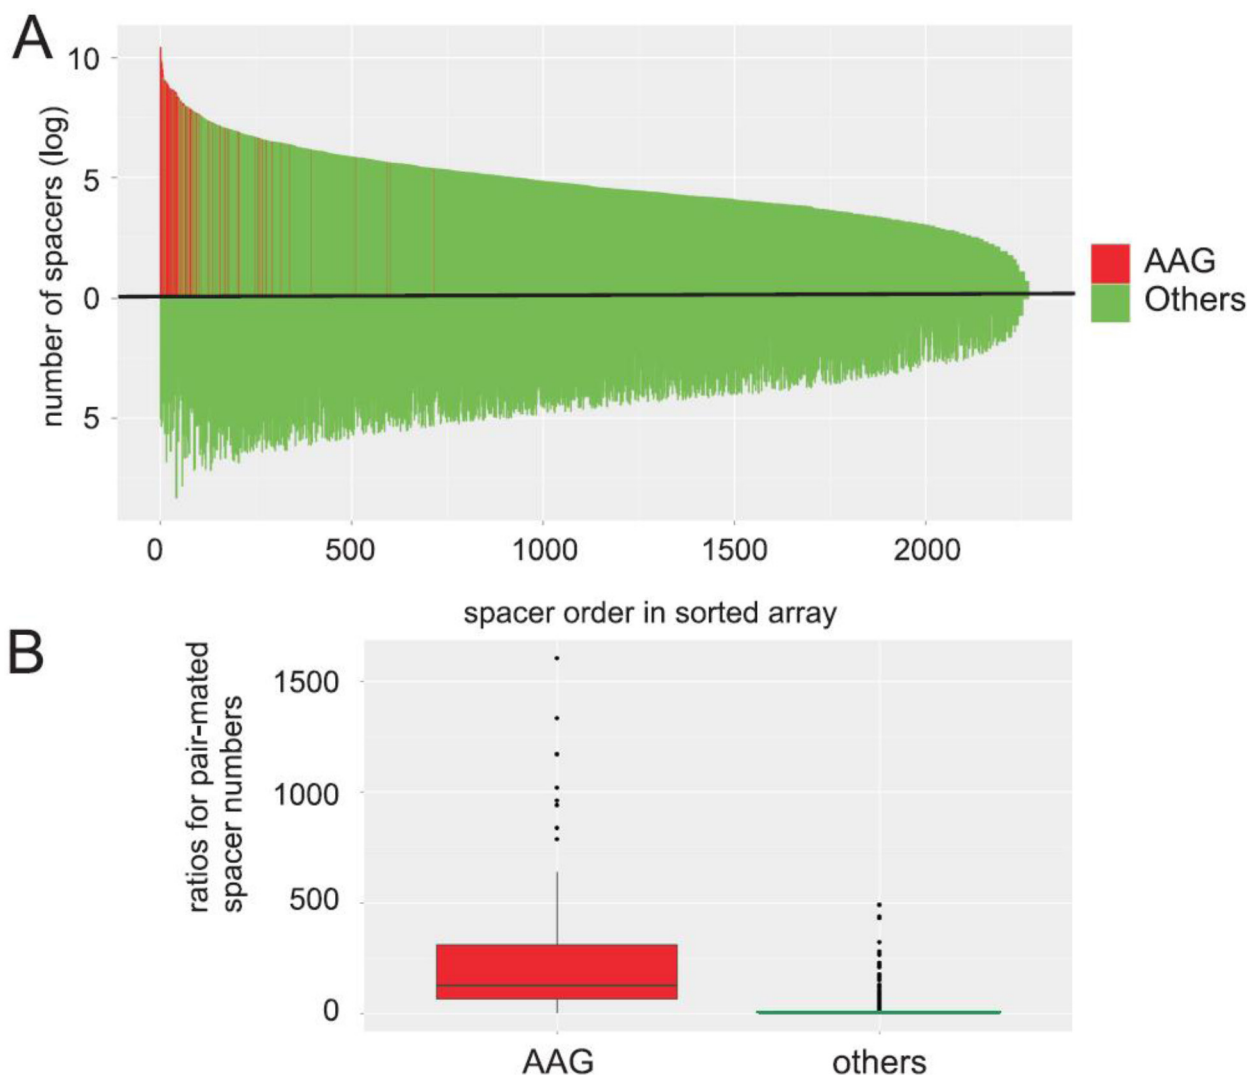 A
number of spacers (log)
10
5
0
5
0
500
1000
1500
2000
spacer order in sorted array
AAG
Others
B
ratios for pair-mated
spacer numbers
1500
1000
500
0
AAG
others